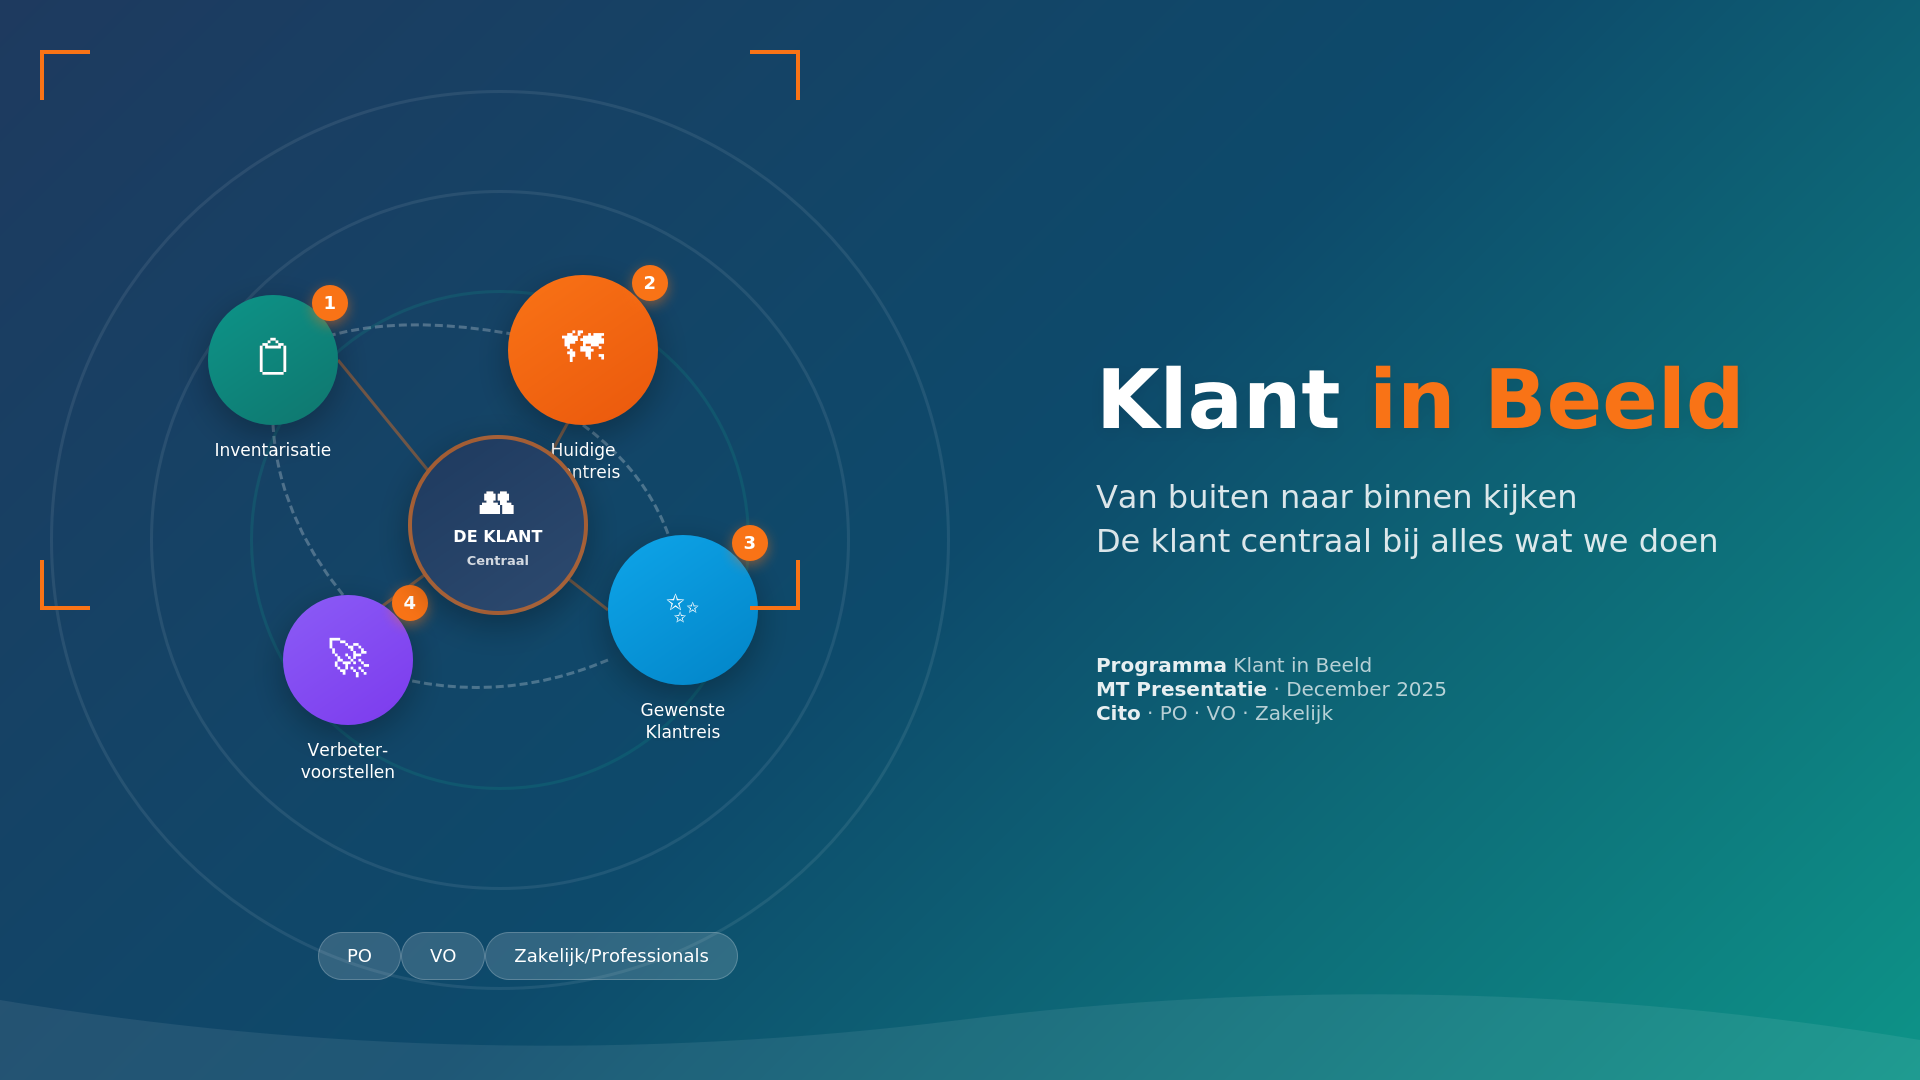 1
Inventarisatie
2
Huidige
ntreis
DE KLANT
Centraal
3
Gewenste
Klantreis
4
Verbeter-
voorstellen
PO
VO
Zakelijk/Professionals
Klant in Beeld
Van buiten naar binnen kijken
De klant centraal bij alles wat we doen
Programma Klant in Beeld
MT Presentatie · December 2025
Cito · PO · VO · Zakelijk